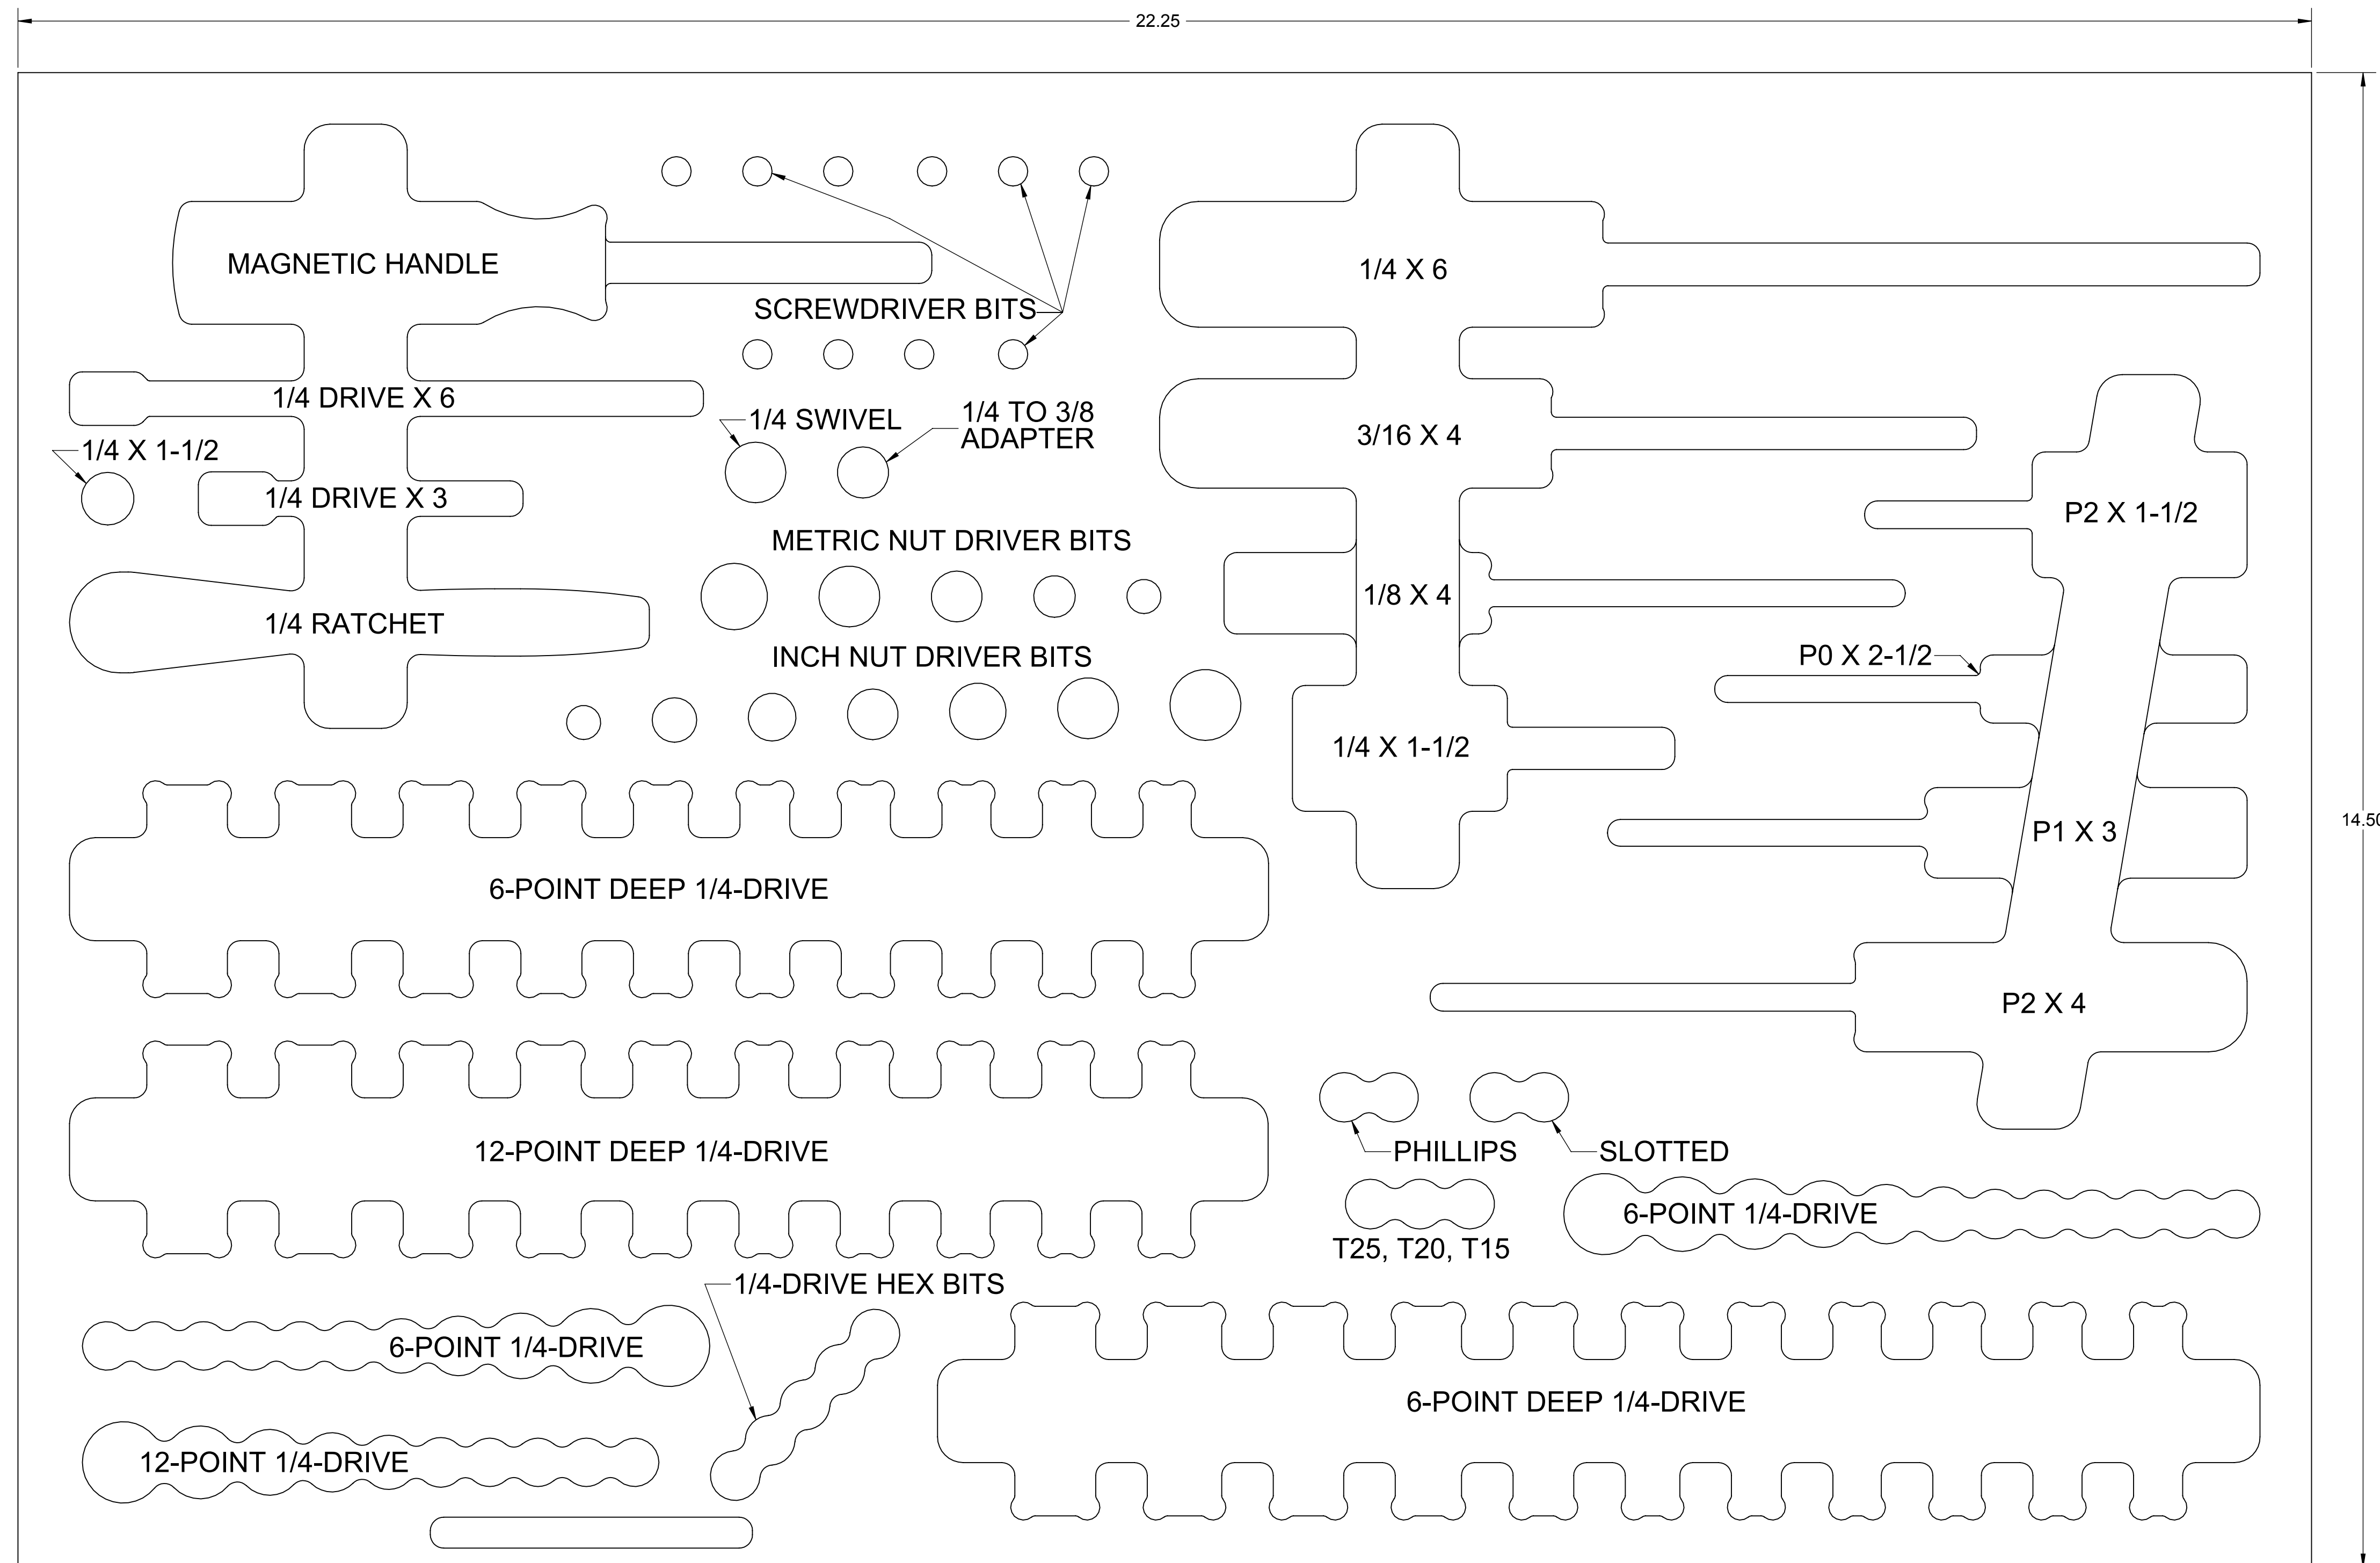 22.25
MAGNETIC HANDLE
1/4 X 6
SCREWDRIVER BITS
1/4 DRIVE X 6
1/4 SWIVEL
1/4 TO 3/8
ADAPTER
3/16 X 4
1/4 X 1-1/2
1/4 DRIVE X 3
P2 X 1-1/2
METRIC NUT DRIVER BITS
1/8 X 4
1/4 RATCHET
INCH NUT DRIVER BITS
P0 X 2-1/2
1/4 X 1-1/2
14.50
P1 X 3
6-POINT DEEP 1/4-DRIVE
P2 X 4
12-POINT DEEP 1/4-DRIVE
PHILLIPS
SLOTTED
6-POINT 1/4-DRIVE
T25, T20, T15
1/4-DRIVE HEX BITS
6-POINT 1/4-DRIVE
6-POINT DEEP 1/4-DRIVE
12-POINT 1/4-DRIVE